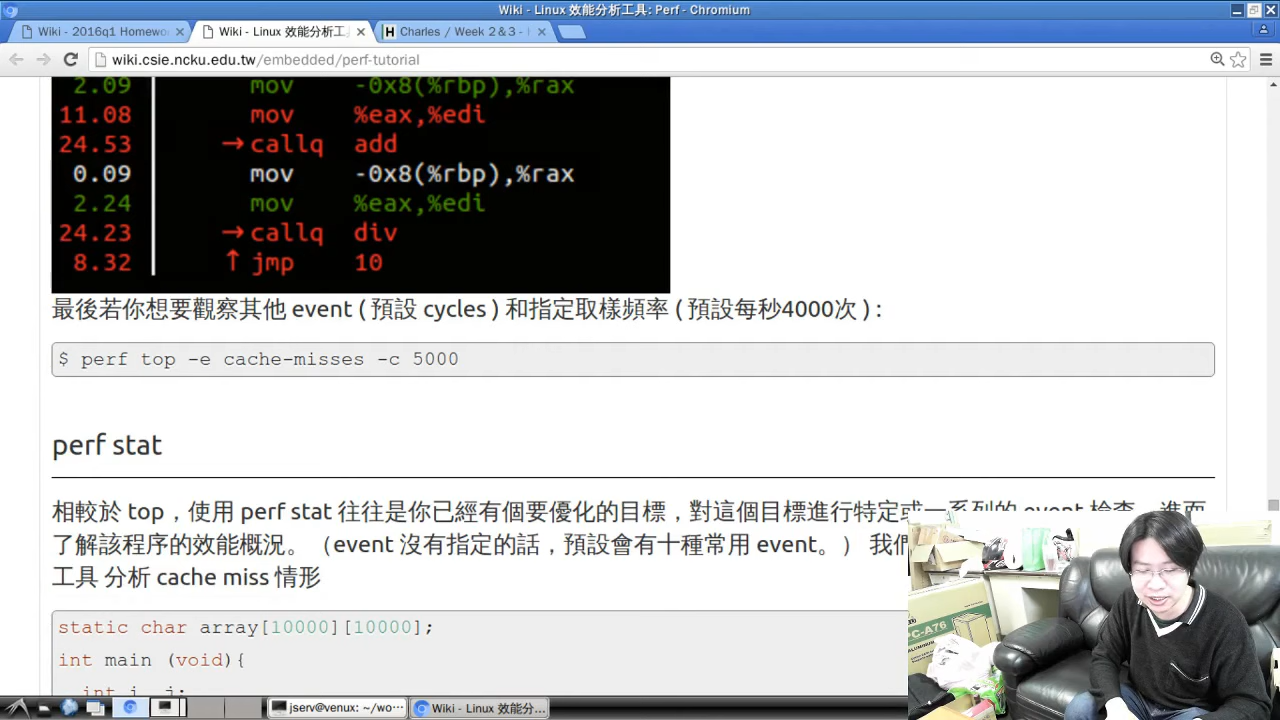 Wiki - Linux 效能分析工具: Perf - Chromium
Wiki - 2016q1 Homewo
Wiki - Linux 效能分析工
Charles / Week 2 & 3 -
wiki.csie.ncku.edu.tw/embedded/perf-tutorial
2.09 mov -0x8(%rbp),%rax
11.08 mov %eax,%edi
24.53 →callq add
0.09 mov -0x8(%rbp),%rax
2.24 mov %eax,%edi
24.23 →callq div
8.32 ↑ jmp 10
最後若你想要觀察其他 event ( 預設 cycles ) 和指定取樣頻率 ( 預設每秒4000次 ) :
$ perf top -e cache-misses -c 5000
perf stat
相較於 top，使用 perf stat 往往是你已經有個要優化的目標，對這個目標進行特定或一系列的 event 檢查，進而
了解該程序的效能概況。（event 沒有指定的話，預設會有十種常用 event。） 我們
工具 分析 cache miss 情形
static char array[10000][10000];
int main (void){
int i, j;
jserv@venux: ~/wo···
Wiki - Linux 效能分...
PC-A76